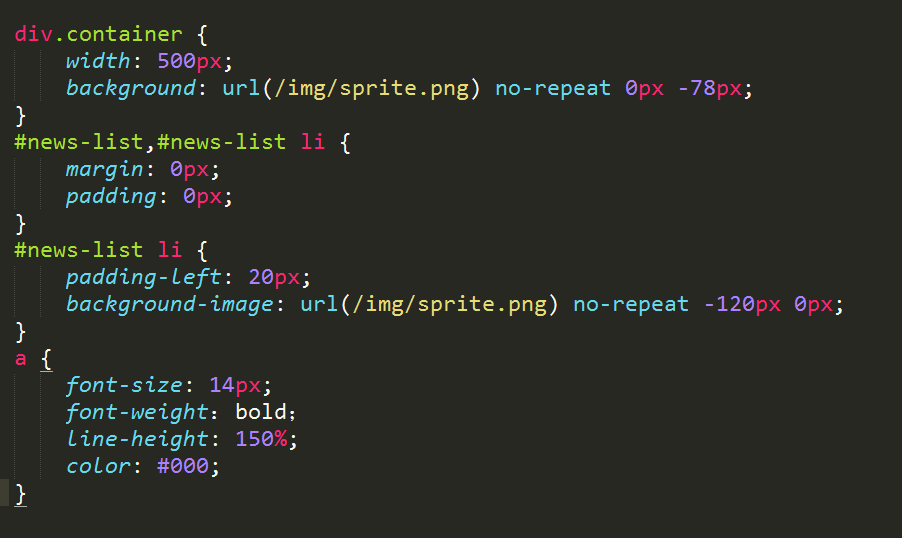 div.container {
    width: 500px;
    background: url(/img/sprite.png) no-repeat 0px -78px;
}
#news-list,#news-list li {
    margin: 0px;
    padding: 0px;
}
#news-list li {
    padding-left: 20px;
    background-image: url(/img/sprite.png) no-repeat -120px 0px;
}
a {
    font-size: 14px;
    font-weight：bold；
    line-height: 150%;
    color: #000;
}